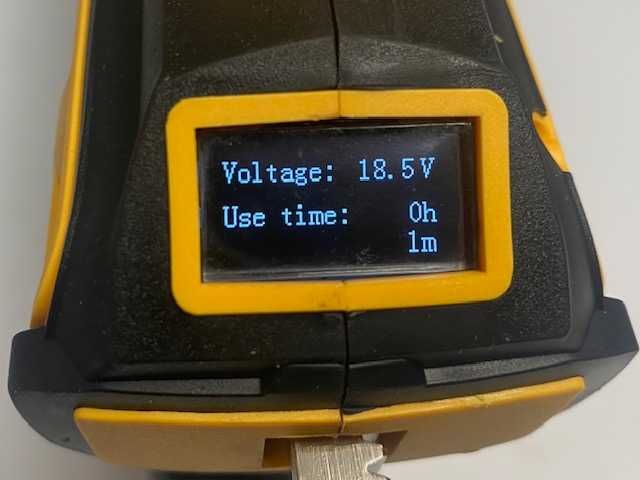 Voltage: 18.5V
Use time: 0h
1m